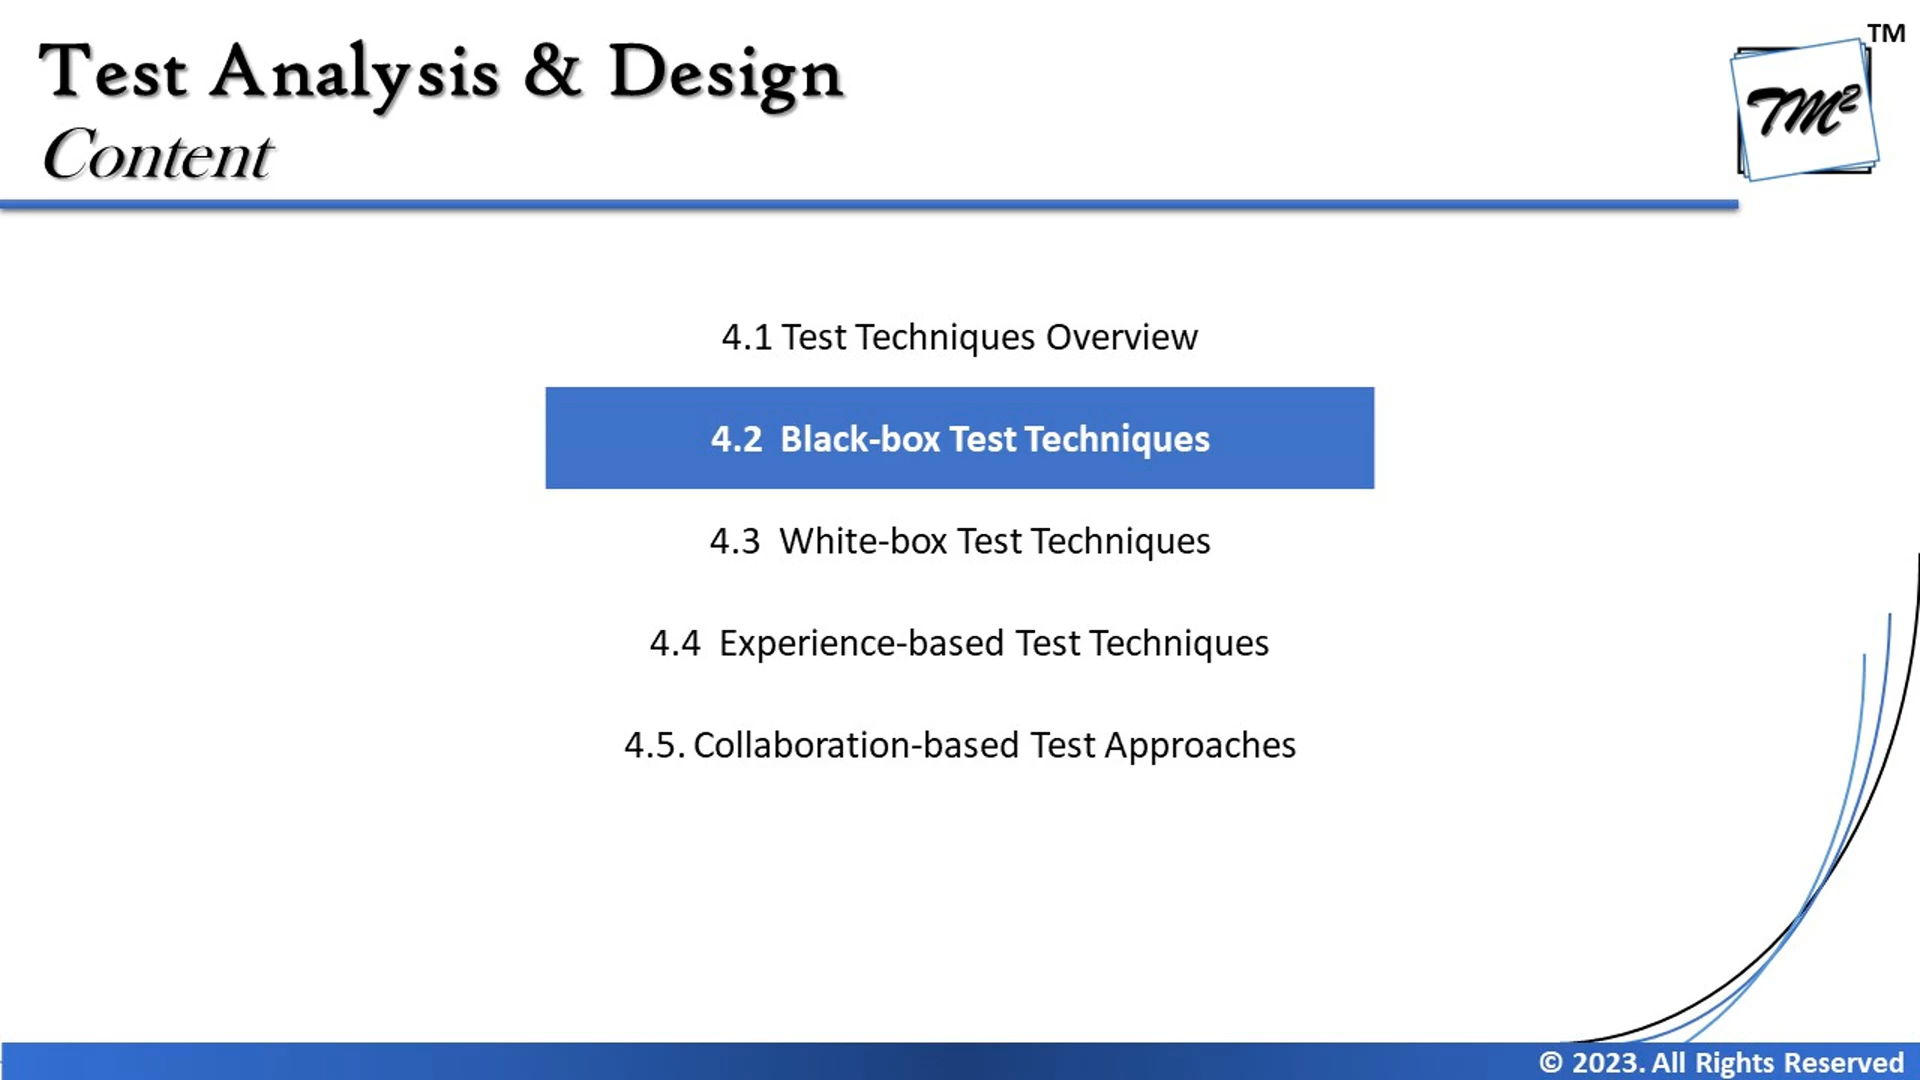 Test Analysis & Design
Content
TM
TM²
4.1 Test Techniques Overview
4.2 Black-box Test Techniques
4.3 White-box Test Techniques
4.4 Experience-based Test Techniques
4.5. Collaboration-based Test Approaches
© 2023. All Rights Reserved